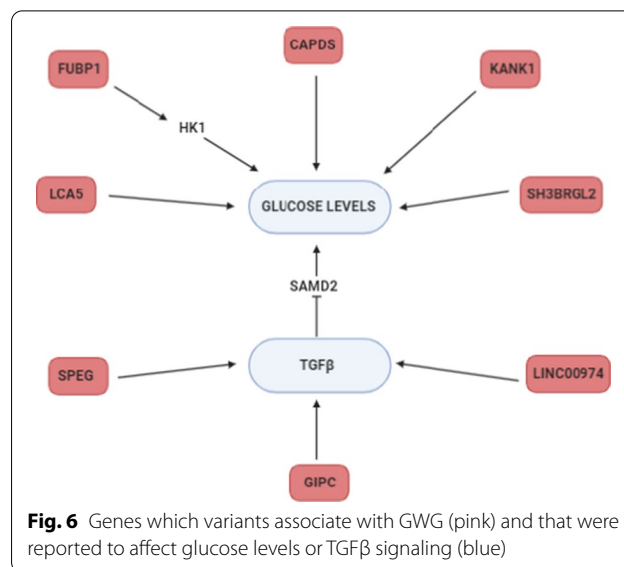 CAPDS
FUBP1
KANK1
HK1
LCA5
GLUCOSE LEVELS
SH3BRGL2
SAMD2
SPEG
TGFβ
LINC00974
GIPC
Fig. 6 Genes which variants associate with GWG (pink) and that were
reported to affect glucose levels or TGFβ signaling (blue)